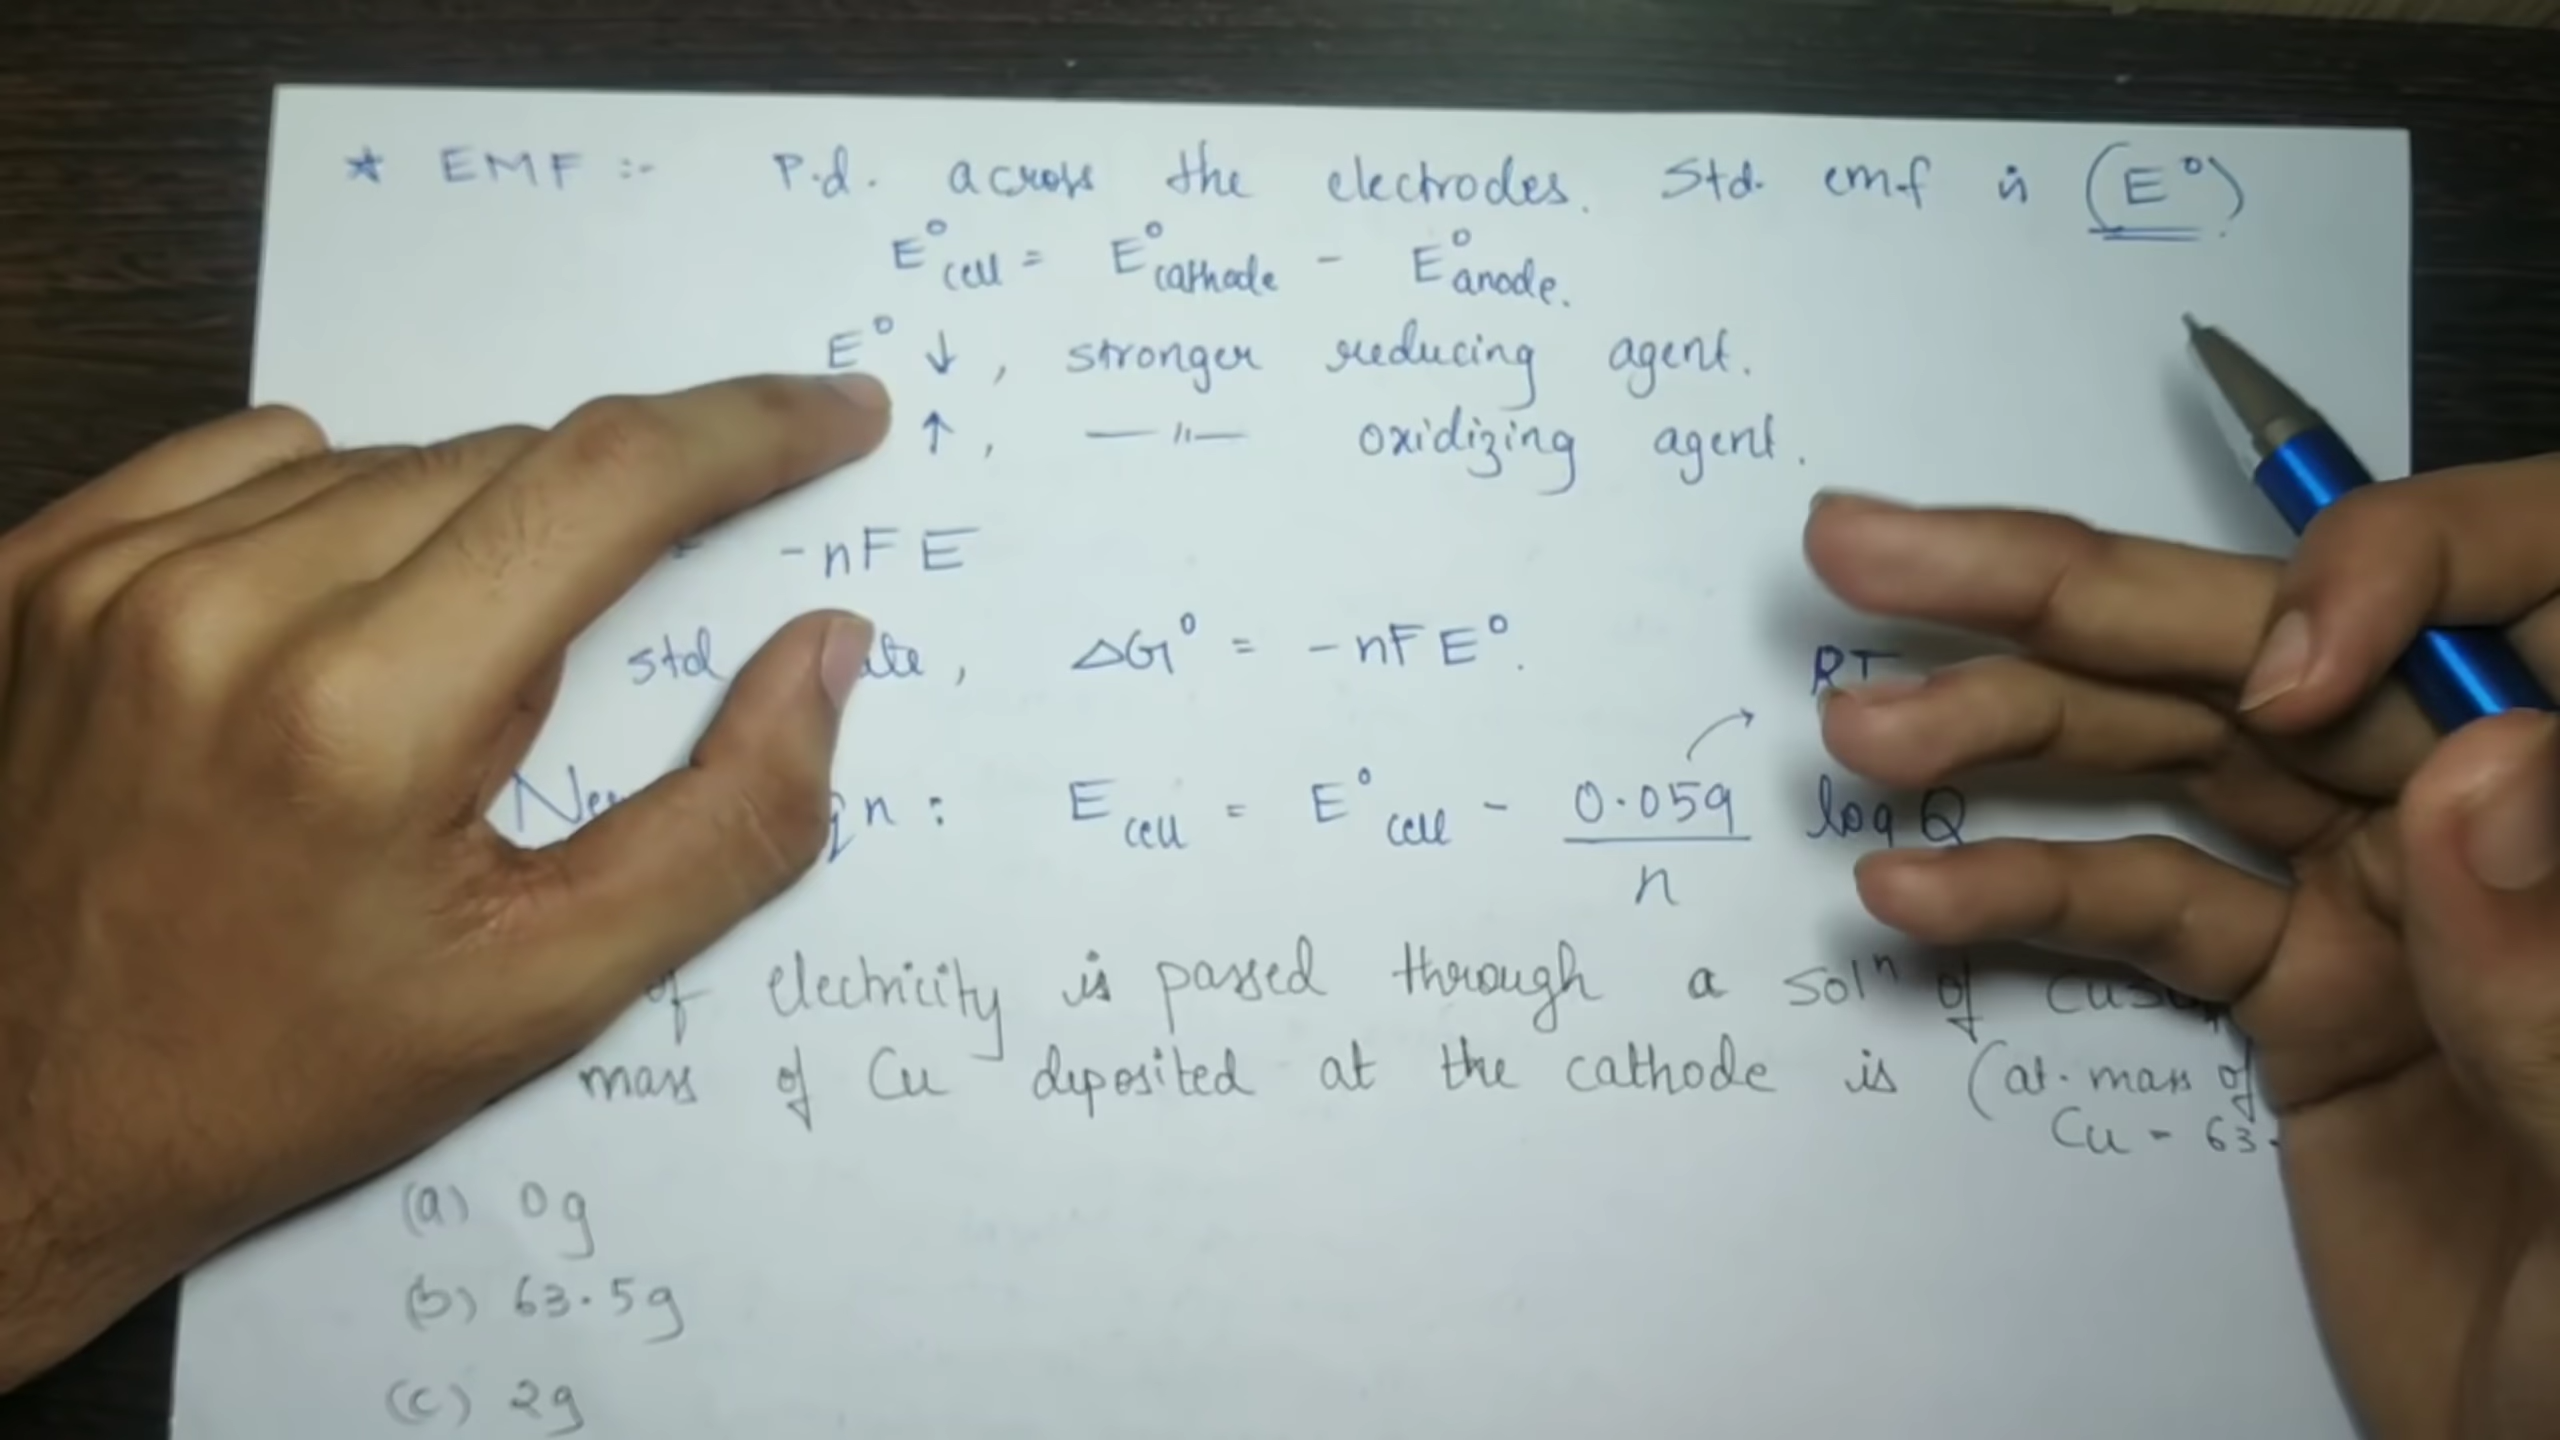 * EMF :- P.d. across the electrodes. Std. emf is (E°).
E°cell = E°cathode - E°anode.
E° ↓, stronger reducing agent.
↑, —〃— oxidizing agent.
- nFE
std , ΔG° = -nFE°.
RT
qn : Ecell = E°cell - 0.059/n log Q
of electricity is passed through a solⁿ of
mass of Cu deposited at the cathode is (at. mass of
Cu - 63.
(a) 0g
(b) 63.5g
(c) 2g